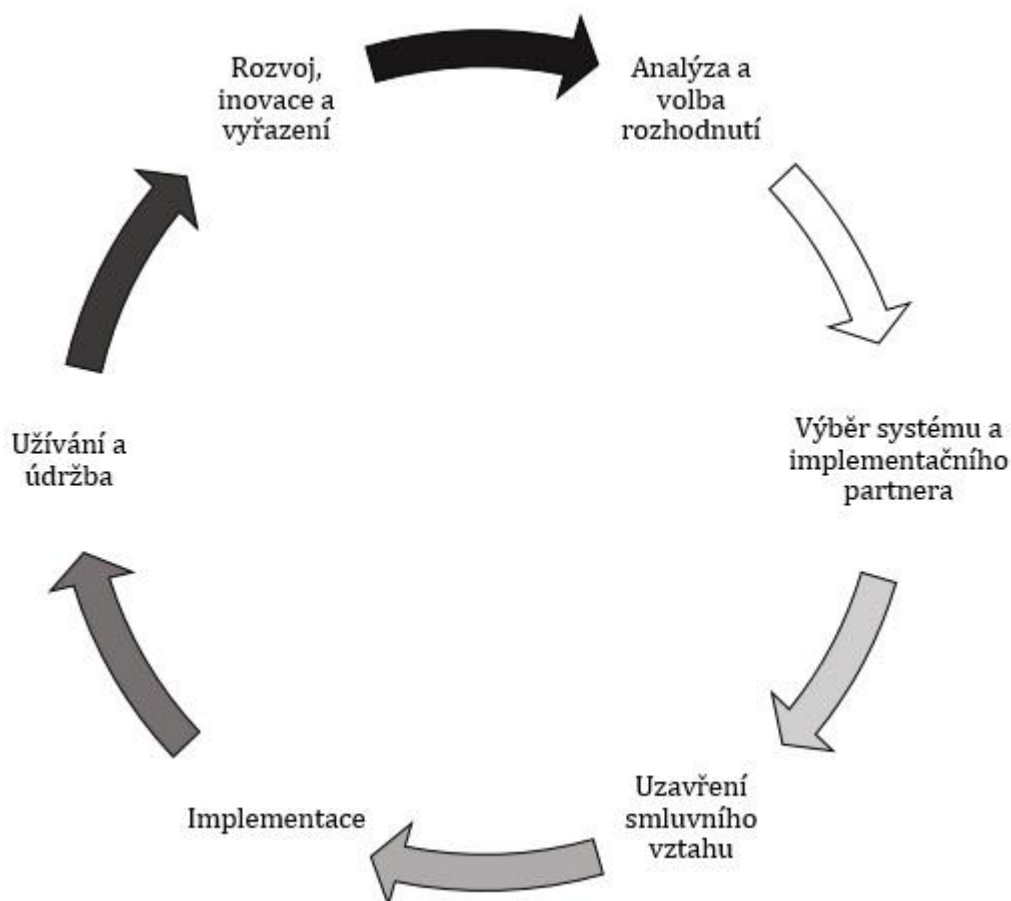 Rozvoj,
inovace a
vyřazení
Analýza a
volba
rozhodnutí
Výběr systému a
implementačního
partnera
Uzavření
smluvního
vztahu
Implementace
Užívání a
údržba